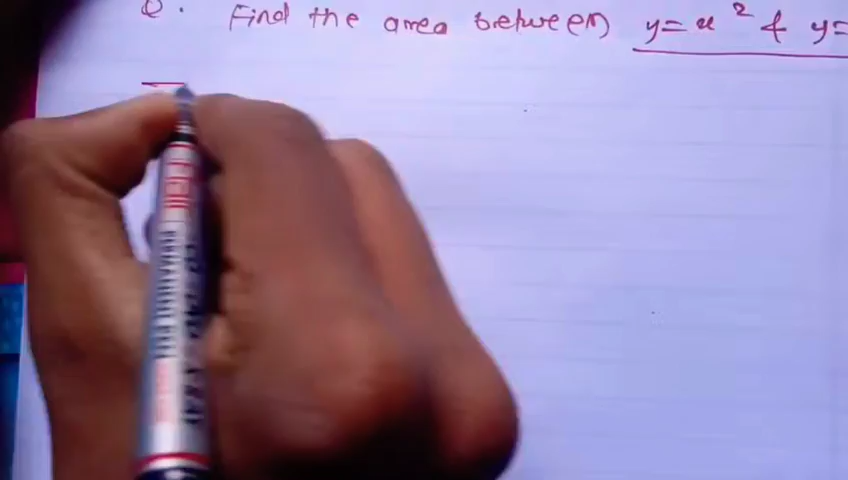 Q. Find the area between y=x² & y=